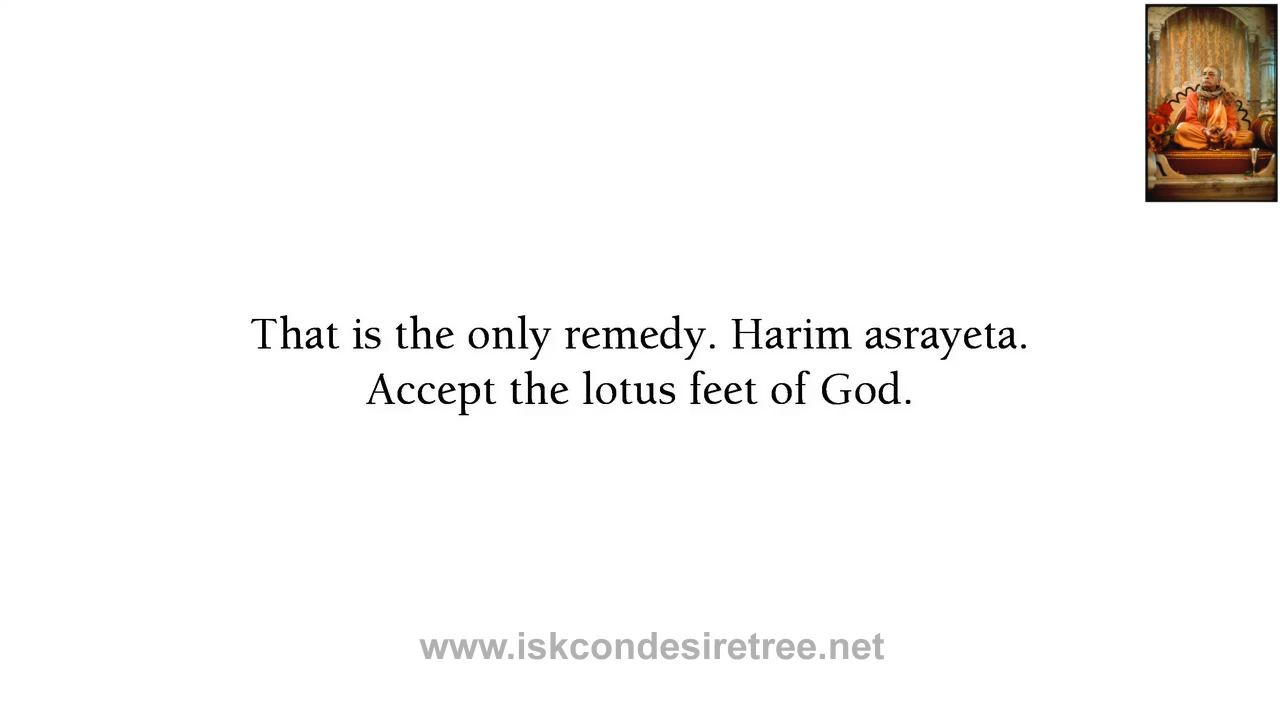 That is the only remedy. Harim asrayeta.
Accept the lotus feet of God.
www.iskcondesiretree.net